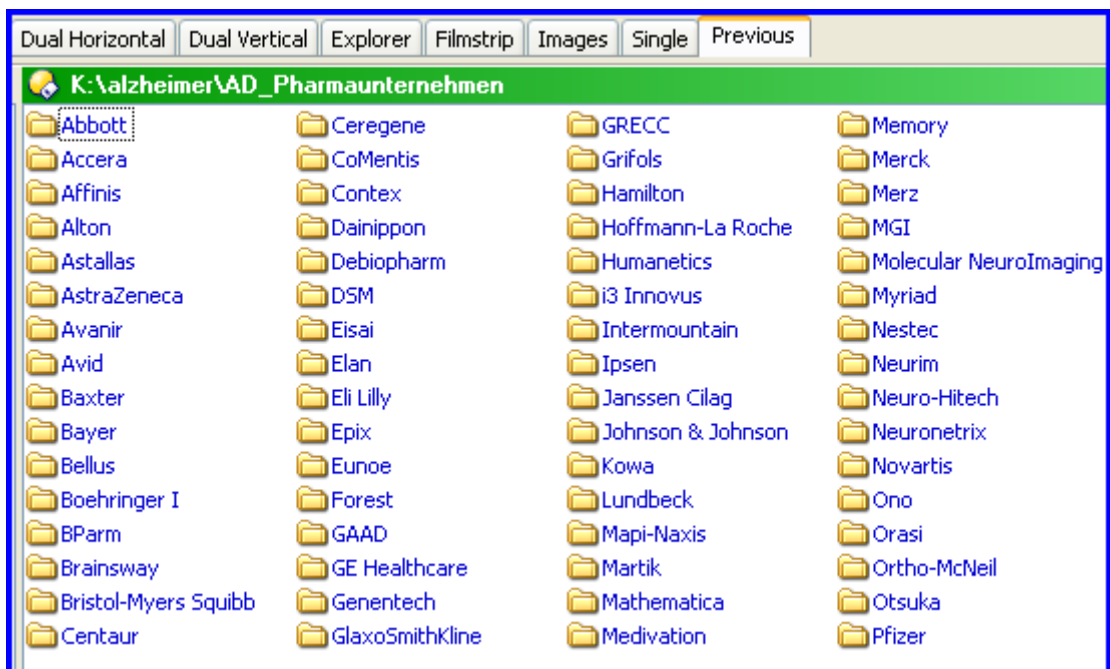 Dual Horizontal Dual Vertical Explorer Filmstrip Images Single Previous
K:\alzheimer\AD_Pharmaunternehmen
Abbott
Accera
Affinis
Alton
Astallas
AstraZeneca
Avanir
Avid
Baxter
Bayer
Bellus
Boehringer I
BParm
Brainsway
Bristol-Myers Squibb
Centaur
Ceregene
CoMentis
Contex
Dainippon
Debiopharm
DSM
Eisai
Elan
Eli Lilly
Epix
Eunoe
Forest
GAAD
GE Healthcare
Genentech
GlaxoSmithKline
GRECC
Grifols
Hamilton
Hoffmann-La Roche
Humanetics
i3 Innovus
Intermountain
Ipsen
Janssen Cilag
Johnson & Johnson
Kowa
Lundbeck
Mapi-Naxis
Martik
Mathematica
Medivation
Memory
Merck
Merz
MGI
Molecular NeuroImaging
Myriad
Nestec
Neurim
Neuro-Hitech
Neuronetrix
Novartis
Ono
Orasi
Ortho-McNeil
Otsuka
Pfizer